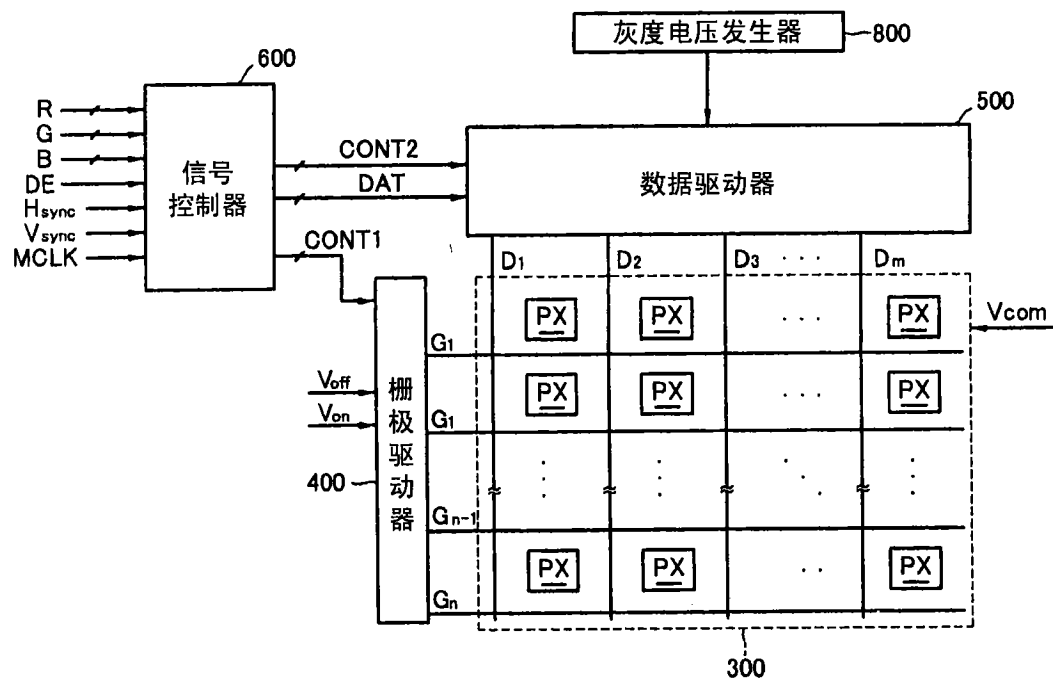 灰度电压发生器
800
600
500
R
G
B
DE
Hsync
Vsync
MCLK
信号
控制器
CONT2
DAT
CONT1
数据驱动器
D1 D2 D3 · · · · Dm
PX PX · · · PX
Vcom
G1
Voff
Von
PX PX · · · PX
G1
栅极驱动器
400
Gn-1
PX PX · · PX
Gn
300